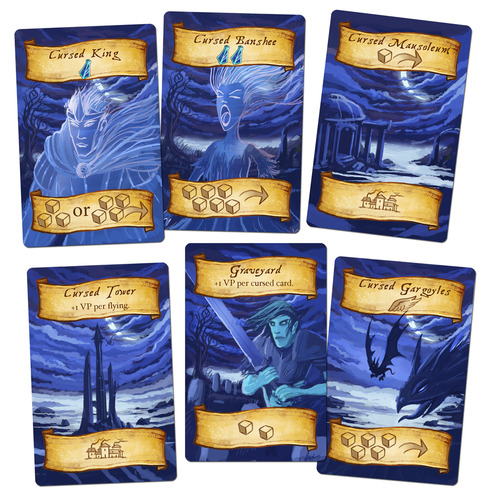 Cursed King
or
Cursed Banshee
Cursed Mausoleum
Cursed Tower
+1 VP per flying.
Graveyard
+1 VP per cursed card.
Cursed Gargoyles